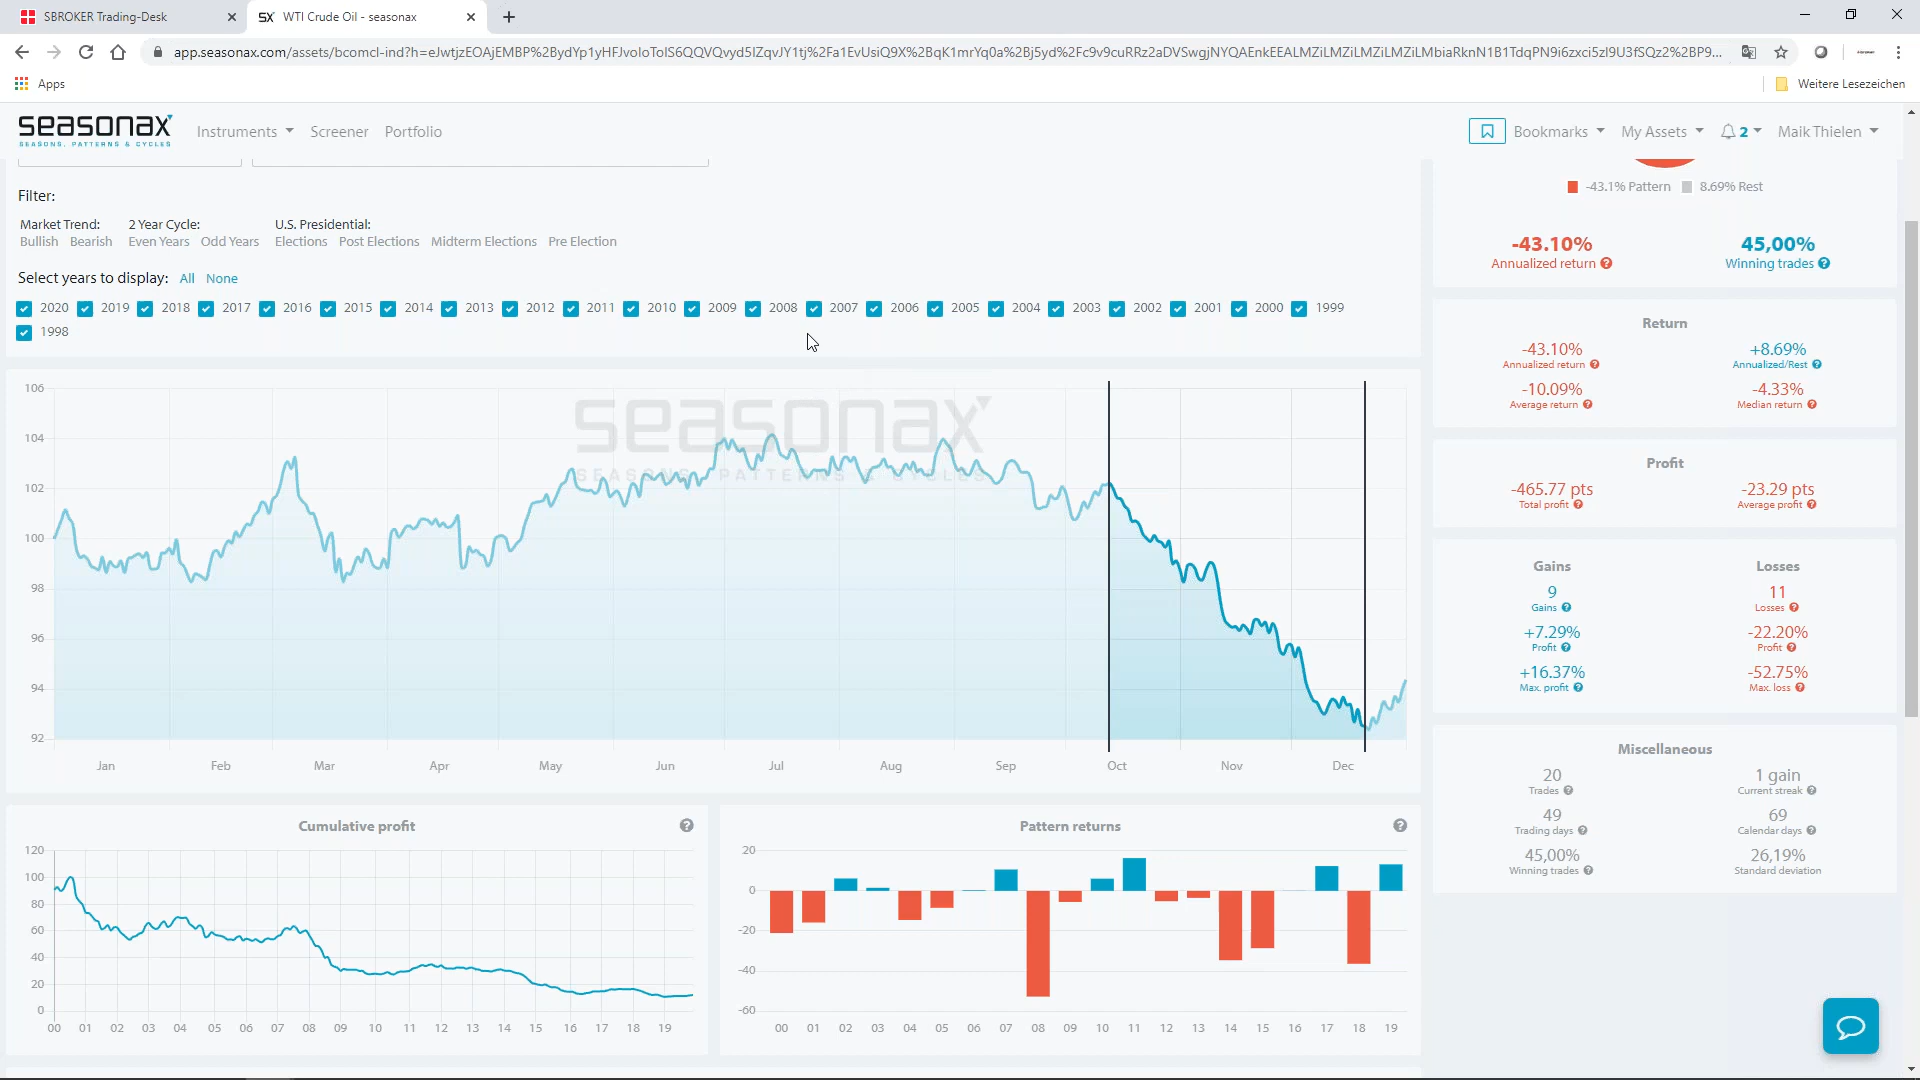 SBROKER Trading-Desk
SX WTI Crude Oil - seasonax
Apps
Weitere Lesezeichen
seasonax
SEASONS, PATTERNS & CYCLES
Instruments Screener Portfolio
Bookmarks My Assets 2 Maik Thielen
-43.1% Pattern 8.69% Rest
Filter:
Market Trend: 2 Year Cycle: U.S. Presidential:
Bullish Bearish Even Years Odd Years Elections Post Elections Midterm Elections Pre Election
Select years to display: All None
2020 2019 2018 2017 2016 2015 2014 2013 2012 2011 2010 2009 2008 2007 2006 2005 2004 2003 2002 2001 2000 1999
1998
-43.10% 45,00%
Annualized return Winning trades
Return
-43.10% +8.69%
Annualized return Annualized/Rest
-10.09% -4.33%
Average return Median return
Profit
-465.77 pts -23.29 pts
Total profit Average profit
Gains Losses
9 11
Gains Losses
+7.29% -22.20%
Profit Profit
+16.37% -52.75%
Max. profit Max. loss
Miscellaneous
20 1 gain
Trades Current streak
49 69
Trading days Calendar days
45,00% 26,19%
Winning trades Standard deviation
seasonax
SEASONS, PATTERNS & CYCLES
106
104
102
100
98
96
94
92
Jan Feb Mar Apr May Jun Jul Aug Sep Oct Nov Dec
Cumulative profit
120
100
80
60
40
20
0
00 01 02 03 04 05 06 07 08 09 10 11 12 13 14 15 16 17 18 19
Pattern returns
20
0
-20
-40
-60
00 01 02 03 04 05 06 07 08 09 10 11 12 13 14 15 16 17 18 19